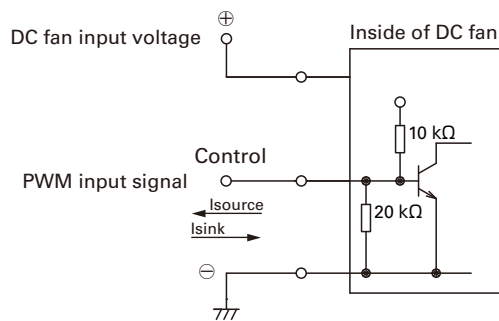 ⊕
DC fan input voltage
Inside of DC fan
10 kΩ
Control
PWM input signal
Isource
20 kΩ
Isink
⊖